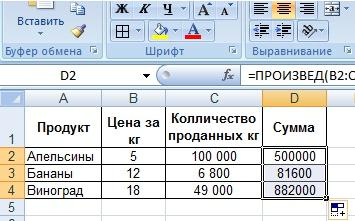 Вставить
Ж К Ч
Буфер обмена
Шрифт
Выравнивание
D2
fx
=ПРОИЗВЕД(B2:C
A B C D
1 Продукт Цена за кг Колличество проданных кг Сумма
2 Апельсины 5 100 000 500000
3 Бананы 12 6 800 81600
4 Виноград 18 49 000 882000
5